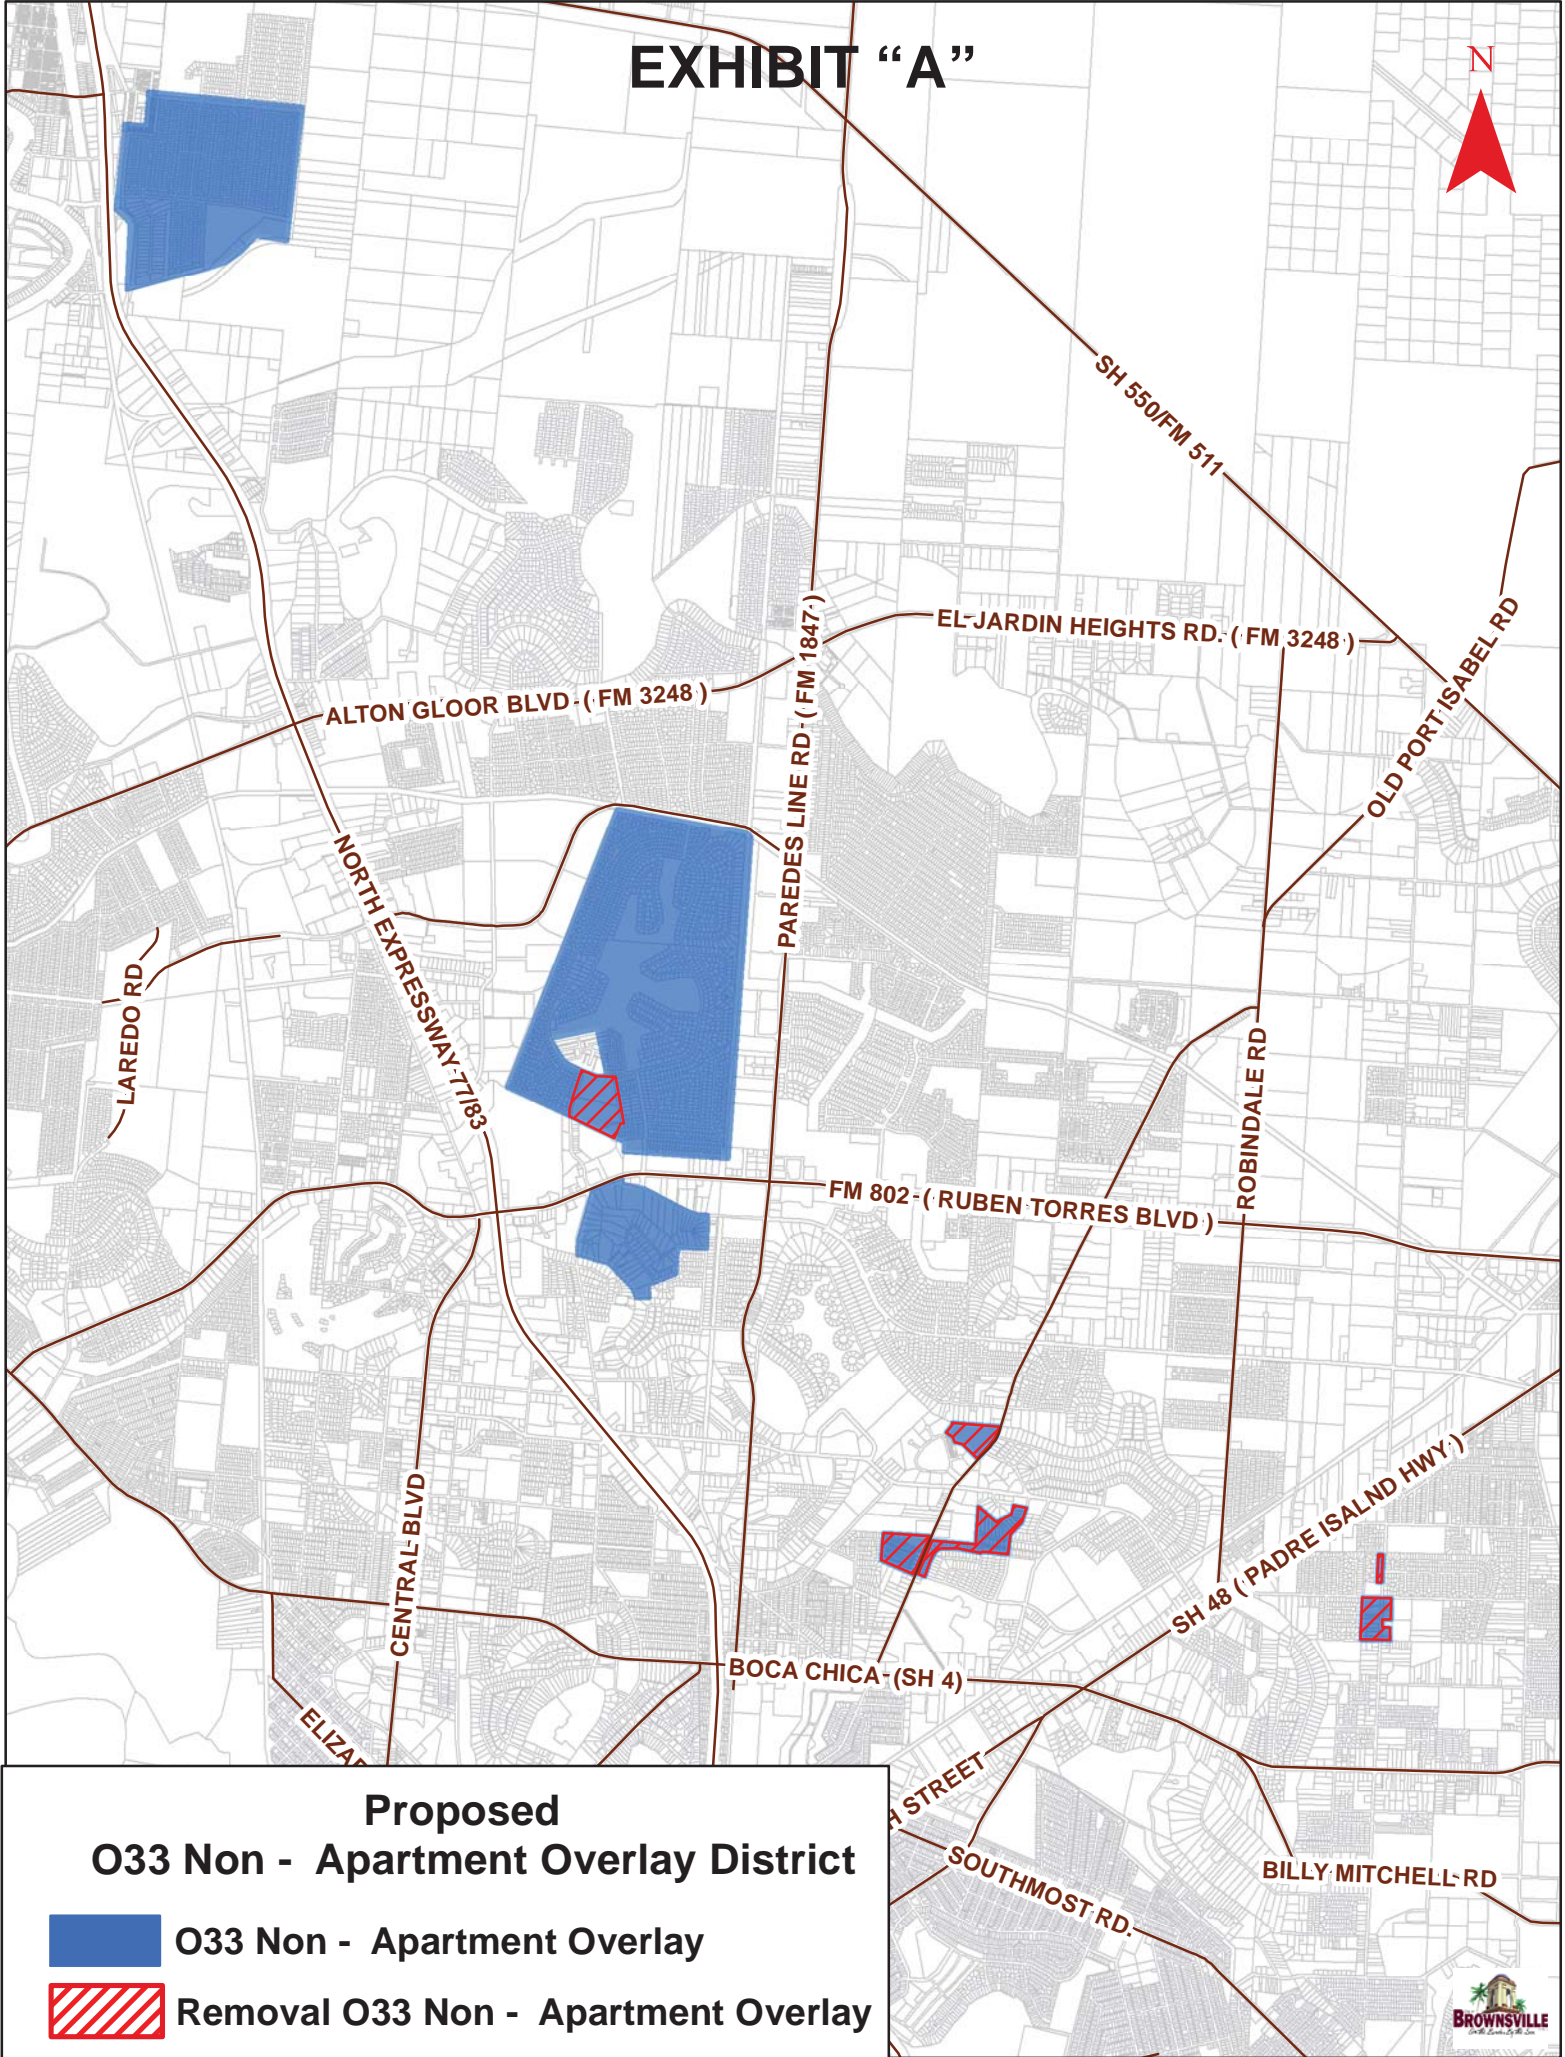 EXHIBIT “A”
N
SH 550/FM 511
EL JARDIN HEIGHTS RD. ( FM 3248 )
OLD PORT ISABEL RD
ALTON GLOOR BLVD ( FM 3248 )
PAREDES LINE RD ( FM 1847 )
NORTH EXPRESSWAY 77/83
LAREDO RD
ROBINDALE RD
FM 802 ( RUBEN TORRES BLVD )
CENTRAL BLVD
SH 48 ( PADRE ISALND HWY )
BOCA CHICA (SH 4)
ELIZAB
H STREET
SOUTHMOST RD.
BILLY MITCHELL RD
Proposed
O33 Non - Apartment Overlay District
O33 Non - Apartment Overlay
Removal O33 Non - Apartment Overlay
BROWNSVILLE